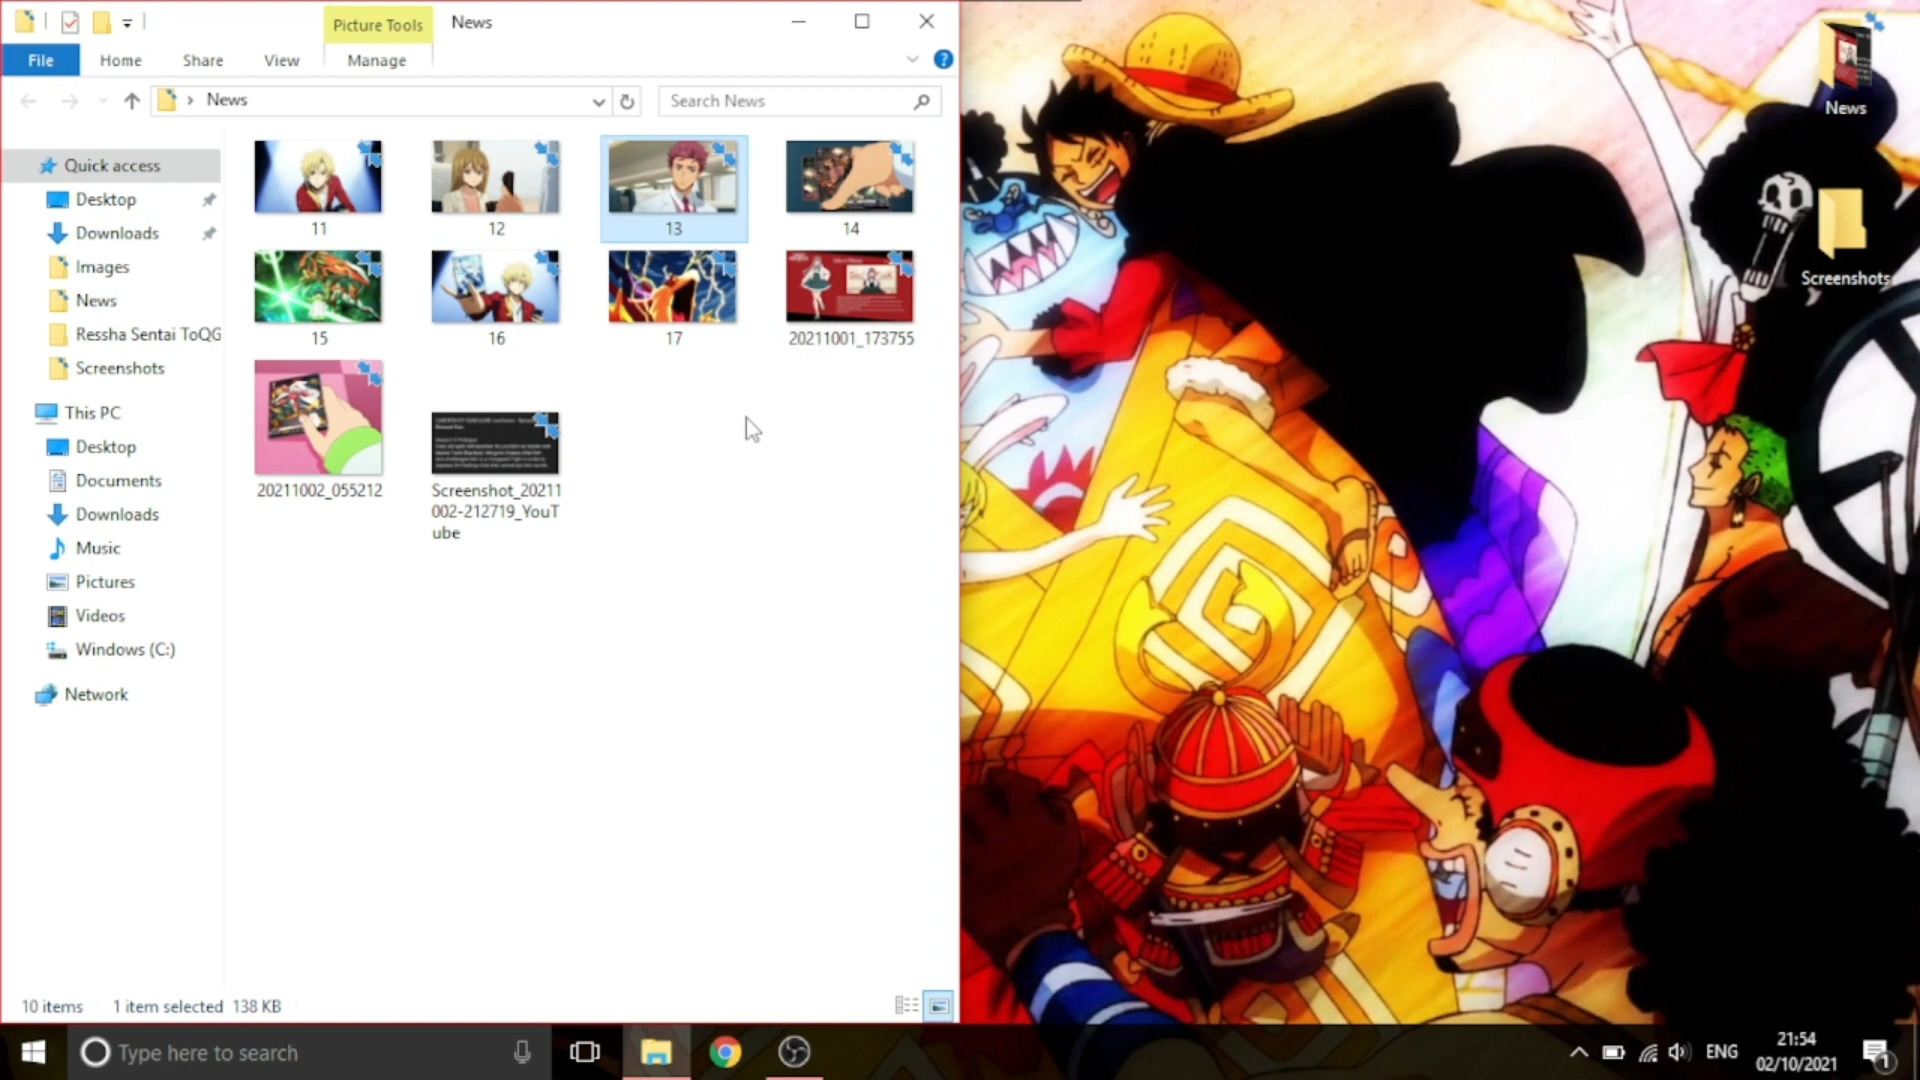 Picture Tools
News
File
Home
Share
View
Manage
News
Search News
News
Screenshots
Quick access
Desktop
Downloads
Images
News
Ressha Sentai ToQG
Screenshots
This PC
Desktop
Documents
Downloads
Music
Pictures
Videos
Windows (C:)
Network
11
12
13
14
15
16
17
20211001_173755
20211002_055212
Screenshot_20211
002-212719_YouT
ube
10 items
1 item selected 138 KB
Type here to search
ENG
21:54
02/10/2021
1